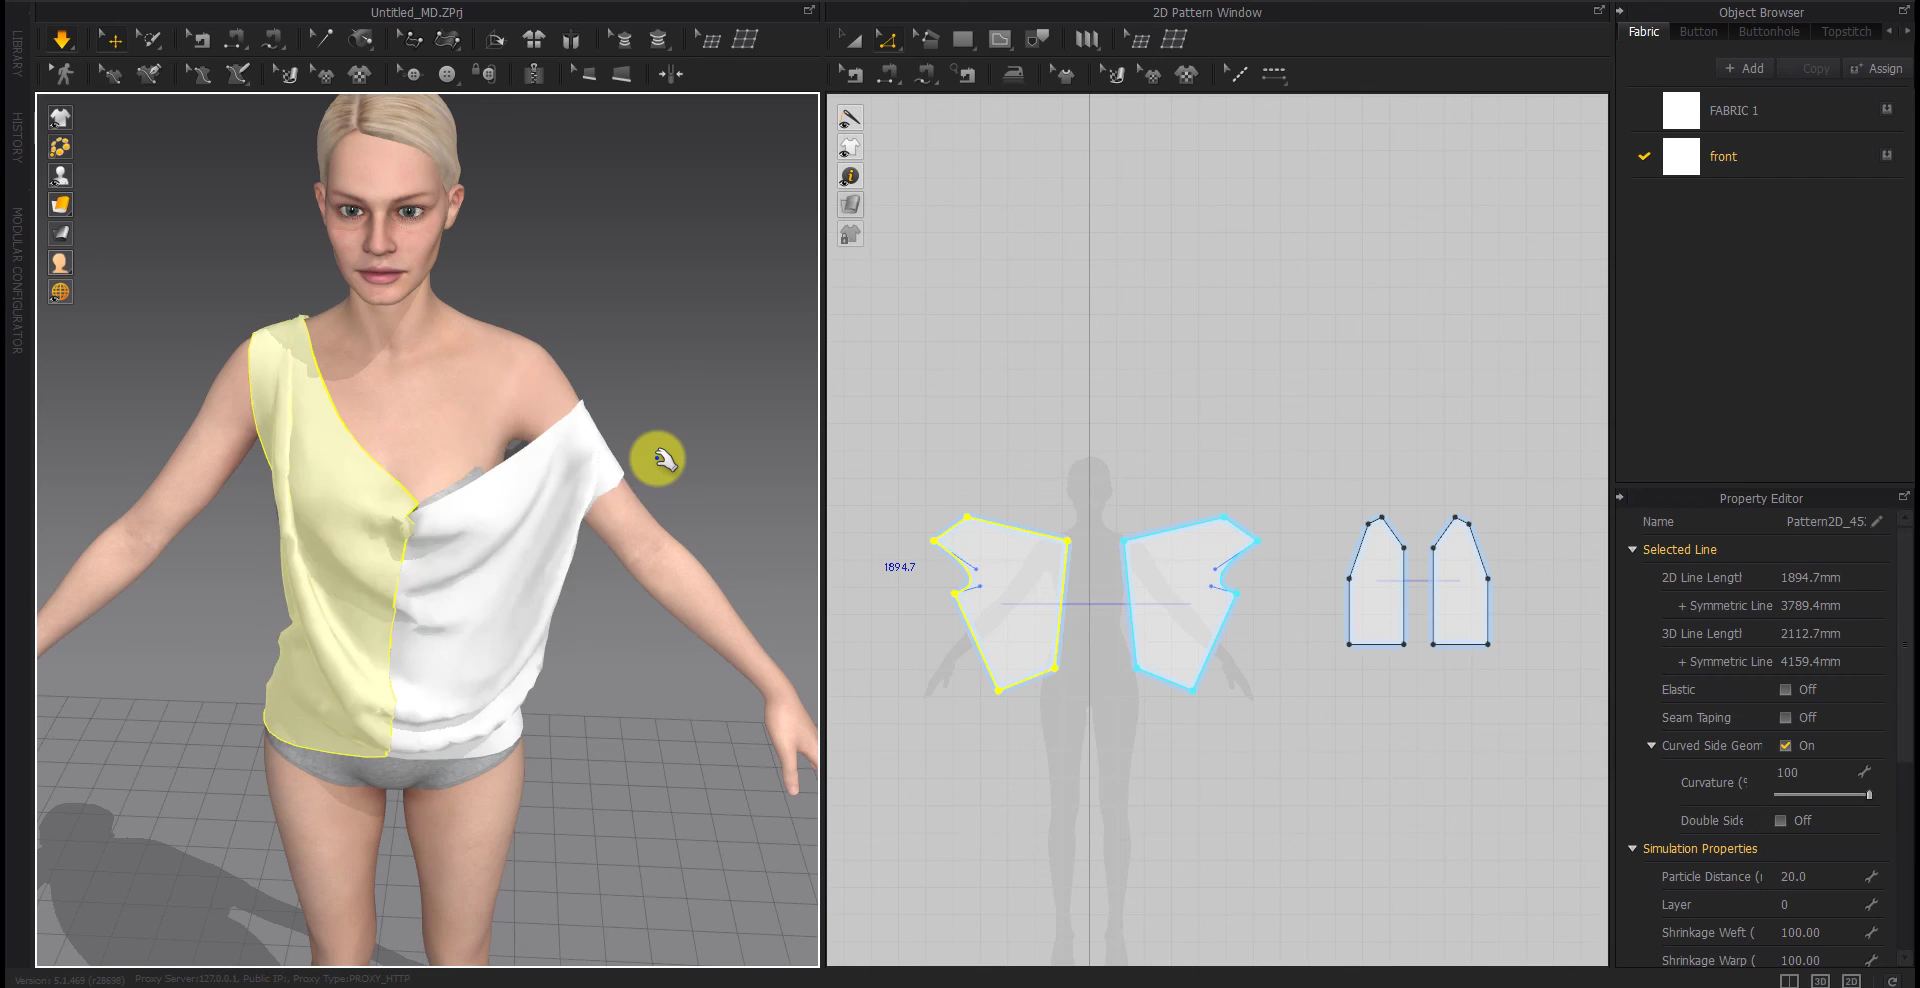 Untitled_MD.ZPrj
2D Pattern Window
Object Browser
Fabric
Button
Buttonhole
Topstitch
+ Add
Copy
Assign
FABRIC 1
front
LIBRARY
HISTORY
MODULAR CONFIGURATOR
1894.7
Property Editor
Name
Pattern2D_45
Selected Line
2D Line Lengtl
1894.7mm
+ Symmetric Line
3789.4mm
3D Line Lengtl
2112.7mm
+ Symmetric Line
4159.4mm
Elastic
Off
Seam Taping
Off
Curved Side Geom
On
Curvature (°
100
Double Side
Off
Simulation Properties
Particle Distance (
20.0
Layer
0
Shrinkage Weft (
100.00
Shrinkage Warp (
100.00
Version: 5.1.469 (r28638)
Proxy Server:127.0.0.1, Public IP:, Proxy Type:PROXY_HTTP
3D
2D